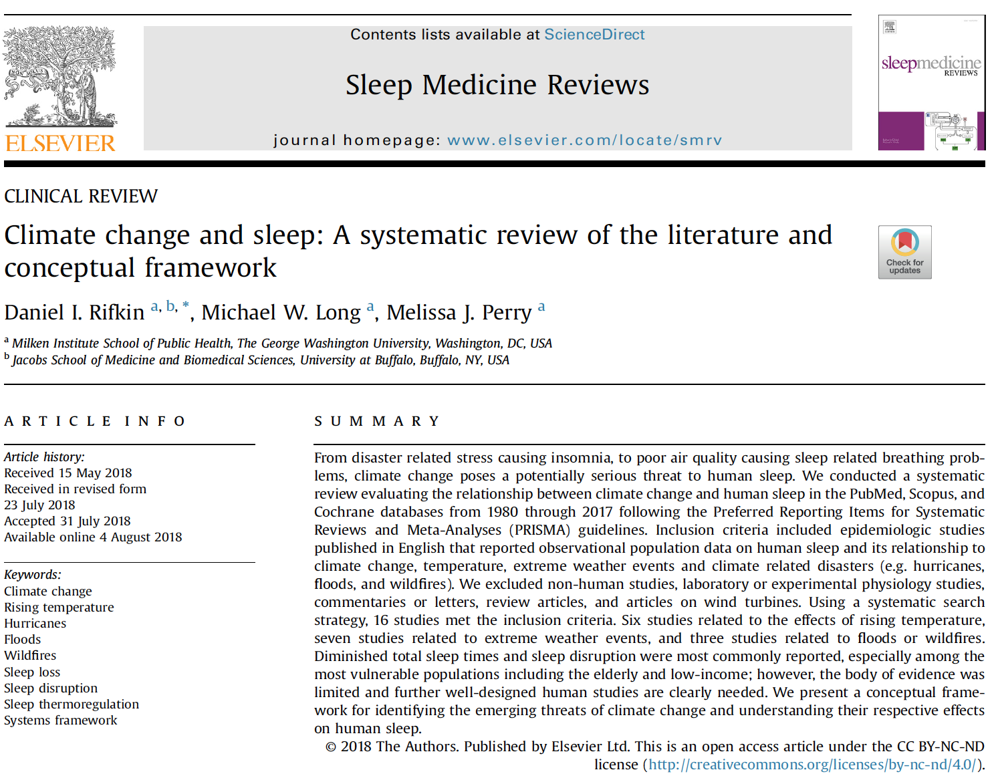 Contents lists available at ScienceDirect
Sleep Medicine Reviews
journal homepage: www.elsevier.com/locate/smrv
NON SOLUS
ELSEVIER
sleepmedicine
REVIEWS
CLINICAL REVIEW
Climate change and sleep: A systematic review of the literature and
conceptual framework
Check for
updates
Daniel I. Rifkin a, b, *, Michael W. Long a, Melissa J. Perry a
a Milken Institute School of Public Health, The George Washington University, Washington, DC, USA
b Jacobs School of Medicine and Biomedical Sciences, University at Buffalo, Buffalo, NY, USA
ARTICLE INFO
Article history:
Received 15 May 2018
Received in revised form
23 July 2018
Accepted 31 July 2018
Available online 4 August 2018
Keywords:
Climate change
Rising temperature
Hurricanes
Floods
Wildfires
Sleep loss
Sleep disruption
Sleep thermoregulation
Systems framework
SUMMARY
From disaster related stress causing insomnia, to poor air quality causing sleep related breathing prob-
lems, climate change poses a potentially serious threat to human sleep. We conducted a systematic
review evaluating the relationship between climate change and human sleep in the PubMed, Scopus, and
Cochrane databases from 1980 through 2017 following the Preferred Reporting Items for Systematic
Reviews and Meta-Analyses (PRISMA) guidelines. Inclusion criteria included epidemiologic studies
published in English that reported observational population data on human sleep and its relationship to
climate change, temperature, extreme weather events and climate related disasters (e.g. hurricanes,
floods, and wildfires). We excluded non-human studies, laboratory or experimental physiology studies,
commentaries or letters, review articles, and articles on wind turbines. Using a systematic search
strategy, 16 studies met the inclusion criteria. Six studies related to the effects of rising temperature,
seven studies related to extreme weather events, and three studies related to floods or wildfires.
Diminished total sleep times and sleep disruption were most commonly reported, especially among the
most vulnerable populations including the elderly and low-income; however, the body of evidence was
limited and further well-designed human studies are clearly needed. We present a conceptual frame-
work for identifying the emerging threats of climate change and understanding their respective effects
on human sleep.
© 2018 The Authors. Published by Elsevier Ltd. This is an open access article under the CC BY-NC-ND
license (http://creativecommons.org/licenses/by-nc-nd/4.0/).